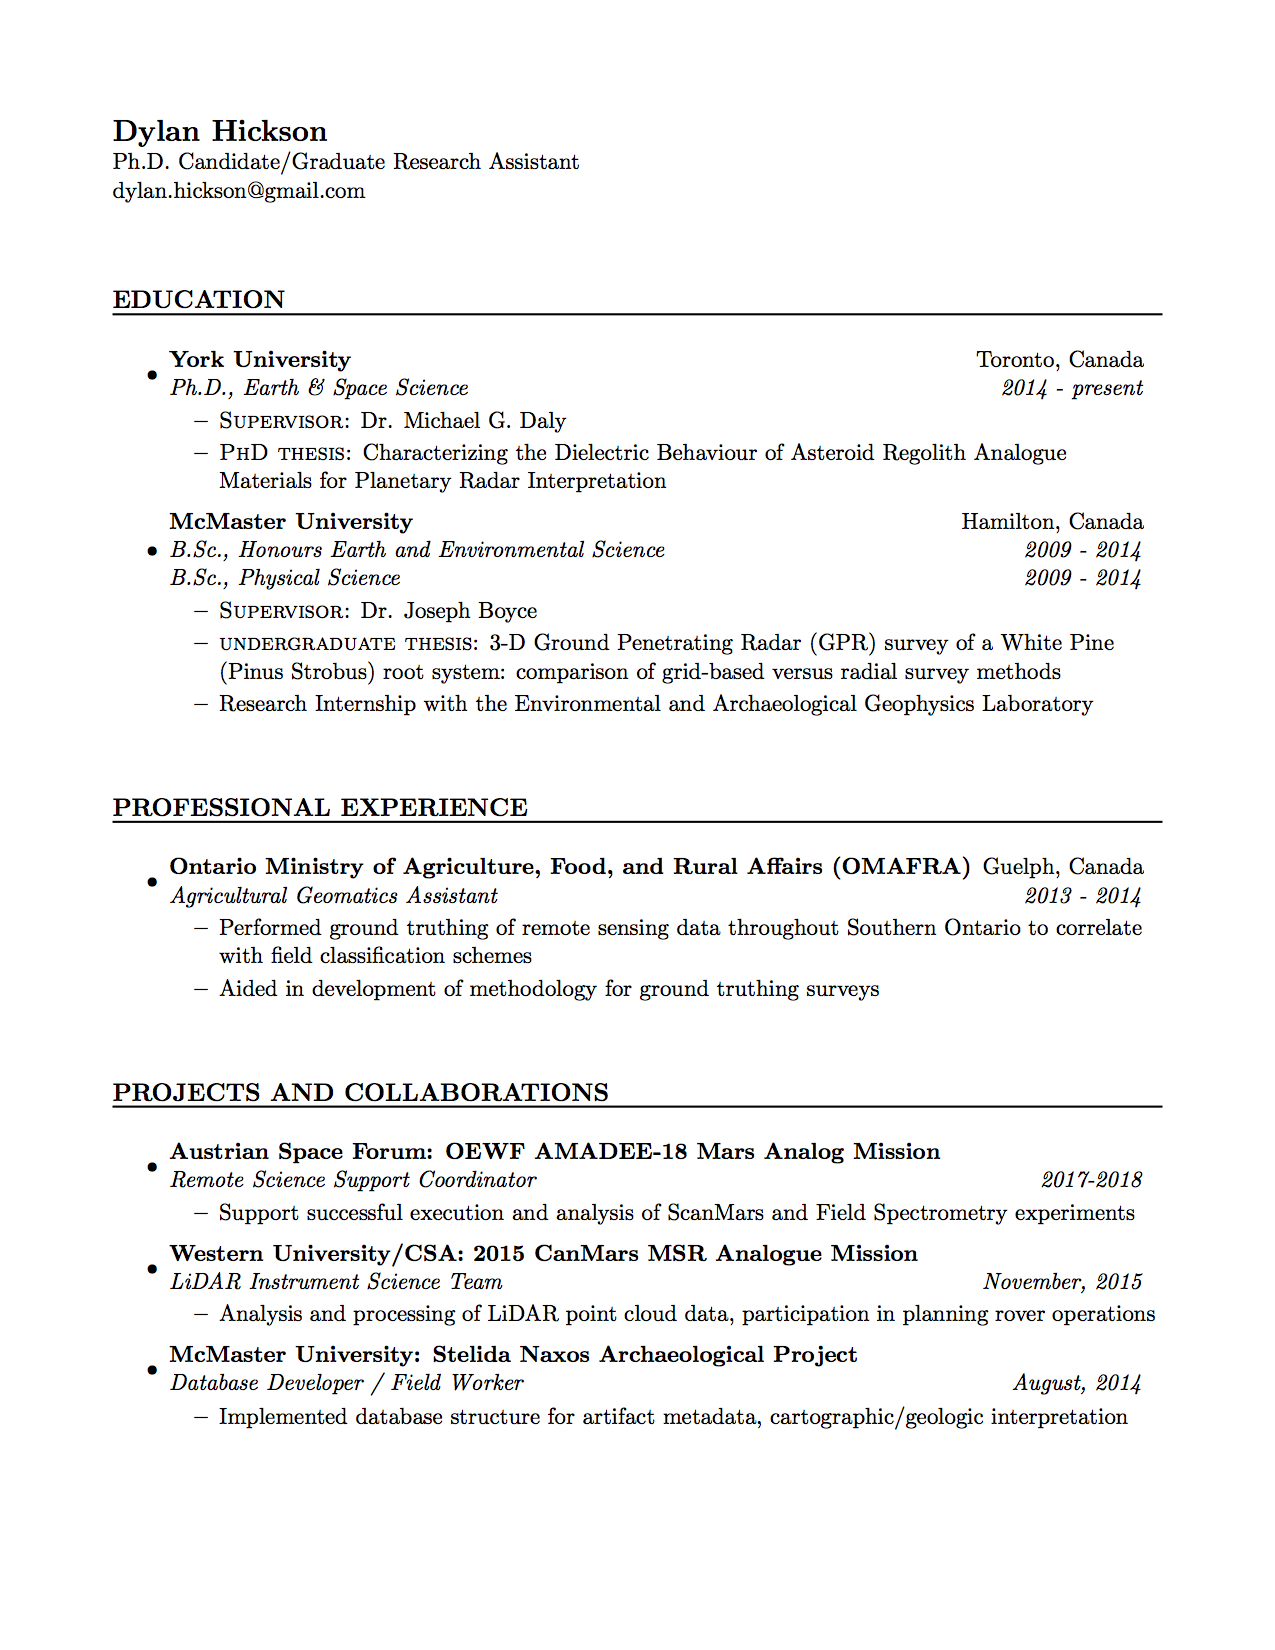 Dylan Hickson
Ph.D. Candidate/Graduate Research Assistant
dylan.hickson@gmail.com
EDUCATION
• York University Toronto, Canada
Ph.D., Earth & Space Science 2014 - present
– Supervisor: Dr. Michael G. Daly
– PhD thesis: Characterizing the Dielectric Behaviour of Asteroid Regolith Analogue
Materials for Planetary Radar Interpretation
McMaster University Hamilton, Canada
• B.Sc., Honours Earth and Environmental Science 2009 - 2014
B.Sc., Physical Science 2009 - 2014
– Supervisor: Dr. Joseph Boyce
– undergraduate thesis: 3-D Ground Penetrating Radar (GPR) survey of a White Pine
(Pinus Strobus) root system: comparison of grid-based versus radial survey methods
– Research Internship with the Environmental and Archaeological Geophysics Laboratory
PROFESSIONAL EXPERIENCE
• Ontario Ministry of Agriculture, Food, and Rural Affairs (OMAFRA) Guelph, Canada
Agricultural Geomatics Assistant 2013 - 2014
– Performed ground truthing of remote sensing data throughout Southern Ontario to correlate
with field classification schemes
– Aided in development of methodology for ground truthing surveys
PROJECTS AND COLLABORATIONS
• Austrian Space Forum: OEWF AMADEE-18 Mars Analog Mission
Remote Science Support Coordinator 2017-2018
– Support successful execution and analysis of ScanMars and Field Spectrometry experiments
• Western University/CSA: 2015 CanMars MSR Analogue Mission
LiDAR Instrument Science Team November, 2015
– Analysis and processing of LiDAR point cloud data, participation in planning rover operations
• McMaster University: Stelida Naxos Archaeological Project
Database Developer / Field Worker August, 2014
– Implemented database structure for artifact metadata, cartographic/geologic interpretation